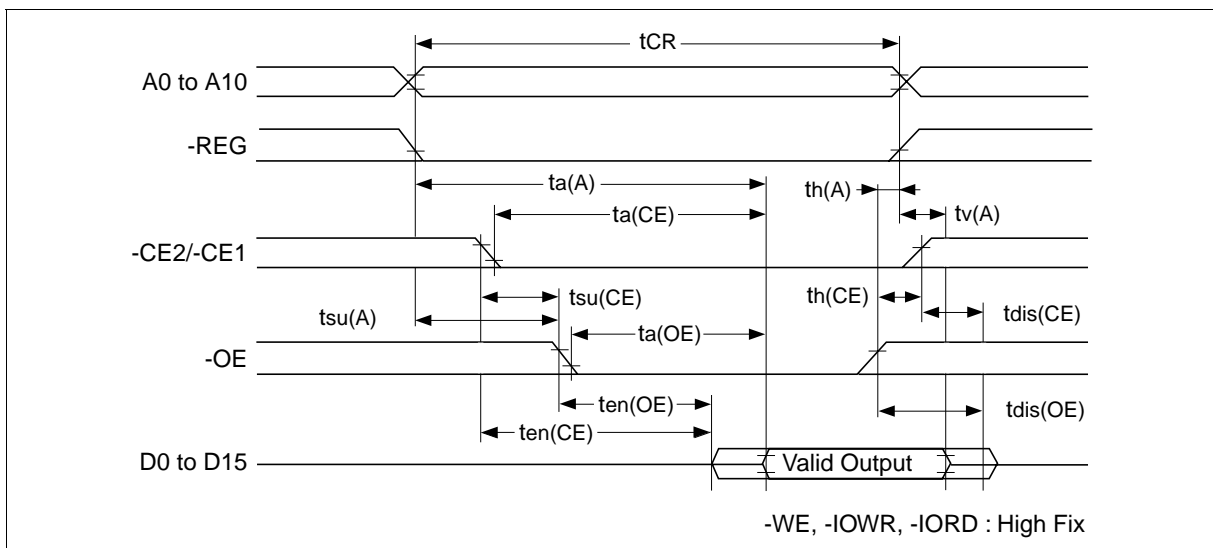 tCR
A0 to A10
-REG
ta(A)
th(A)
ta(CE)
tv(A)
-CE2/-CE1
tsu(CE)
th(CE)
tsu(A)
ta(OE)
tdis(CE)
-OE
ten(OE)
tdis(OE)
ten(CE)
D0 to D15
Valid Output
-WE, -IOWR, -IORD : High Fix